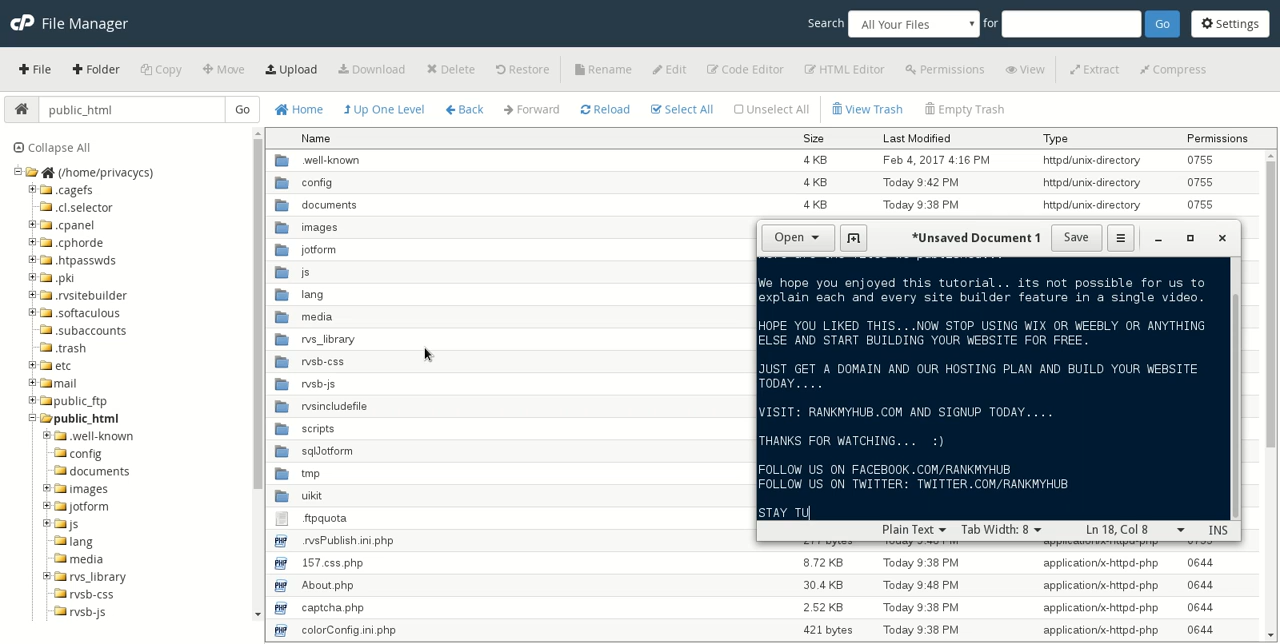 cP File Manager
Search All Your Files for Go Settings
File Folder Copy Move Upload Download Delete Restore Rename Edit Code Editor HTML Editor Permissions View Extract Compress
public_html Go Home Up One Level Back Forward Reload Select All Unselect All View Trash Empty Trash
Collapse All
(/home/privacycs)
.cagefs
.cl.selector
.cpanel
.cphorde
.htpasswds
.pki
.rvsitebuilder
.softaculous
.subaccounts
.trash
etc
mail
public_ftp
public_html
.well-known
config
documents
images
jotform
js
lang
media
rvs_library
rvsb-css
rvsb-js
Name Size Last Modified Type Permissions
.well-known 4 KB Feb 4, 2017 4:16 PM httpd/unix-directory 0755
config 4 KB Today 9:42 PM httpd/unix-directory 0755
documents 4 KB Today 9:38 PM httpd/unix-directory 0755
images
jotform
js
lang
media
rvs_library
rvsb-css
rvsb-js
rvsincludefile
scripts
sqlJotform
tmp
uikit
.ftpquota
.rvsPublish.ini.php
157.css.php 8.72 KB Today 9:38 PM application/x-httpd-php 0644
About.php 30.4 KB Today 9:48 PM application/x-httpd-php 0644
captcha.php 2.52 KB Today 9:38 PM application/x-httpd-php 0644
colorConfig.ini.php 421 bytes Today 9:38 PM application/x-httpd-php 0644
Open *Unsaved Document 1 Save
We hope you enjoyed this tutorial.. its not possible for us to
explain each and every site builder feature in a single video.
HOPE YOU LIKED THIS...NOW STOP USING WIX OR WEEBLY OR ANYTHING
ELSE AND START BUILDING YOUR WEBSITE FOR FREE.
JUST GET A DOMAIN AND OUR HOSTING PLAN AND BUILD YOUR WEBSITE
TODAY....
VISIT: RANKMYHUB.COM AND SIGNUP TODAY....
THANKS FOR WATCHING... :)
FOLLOW US ON FACEBOOK.COM/RANKMYHUB
FOLLOW US ON TWITTER: TWITTER.COM/RANKMYHUB
STAY TU
Plain Text Tab Width: 8 Ln 18, Col 8 INS